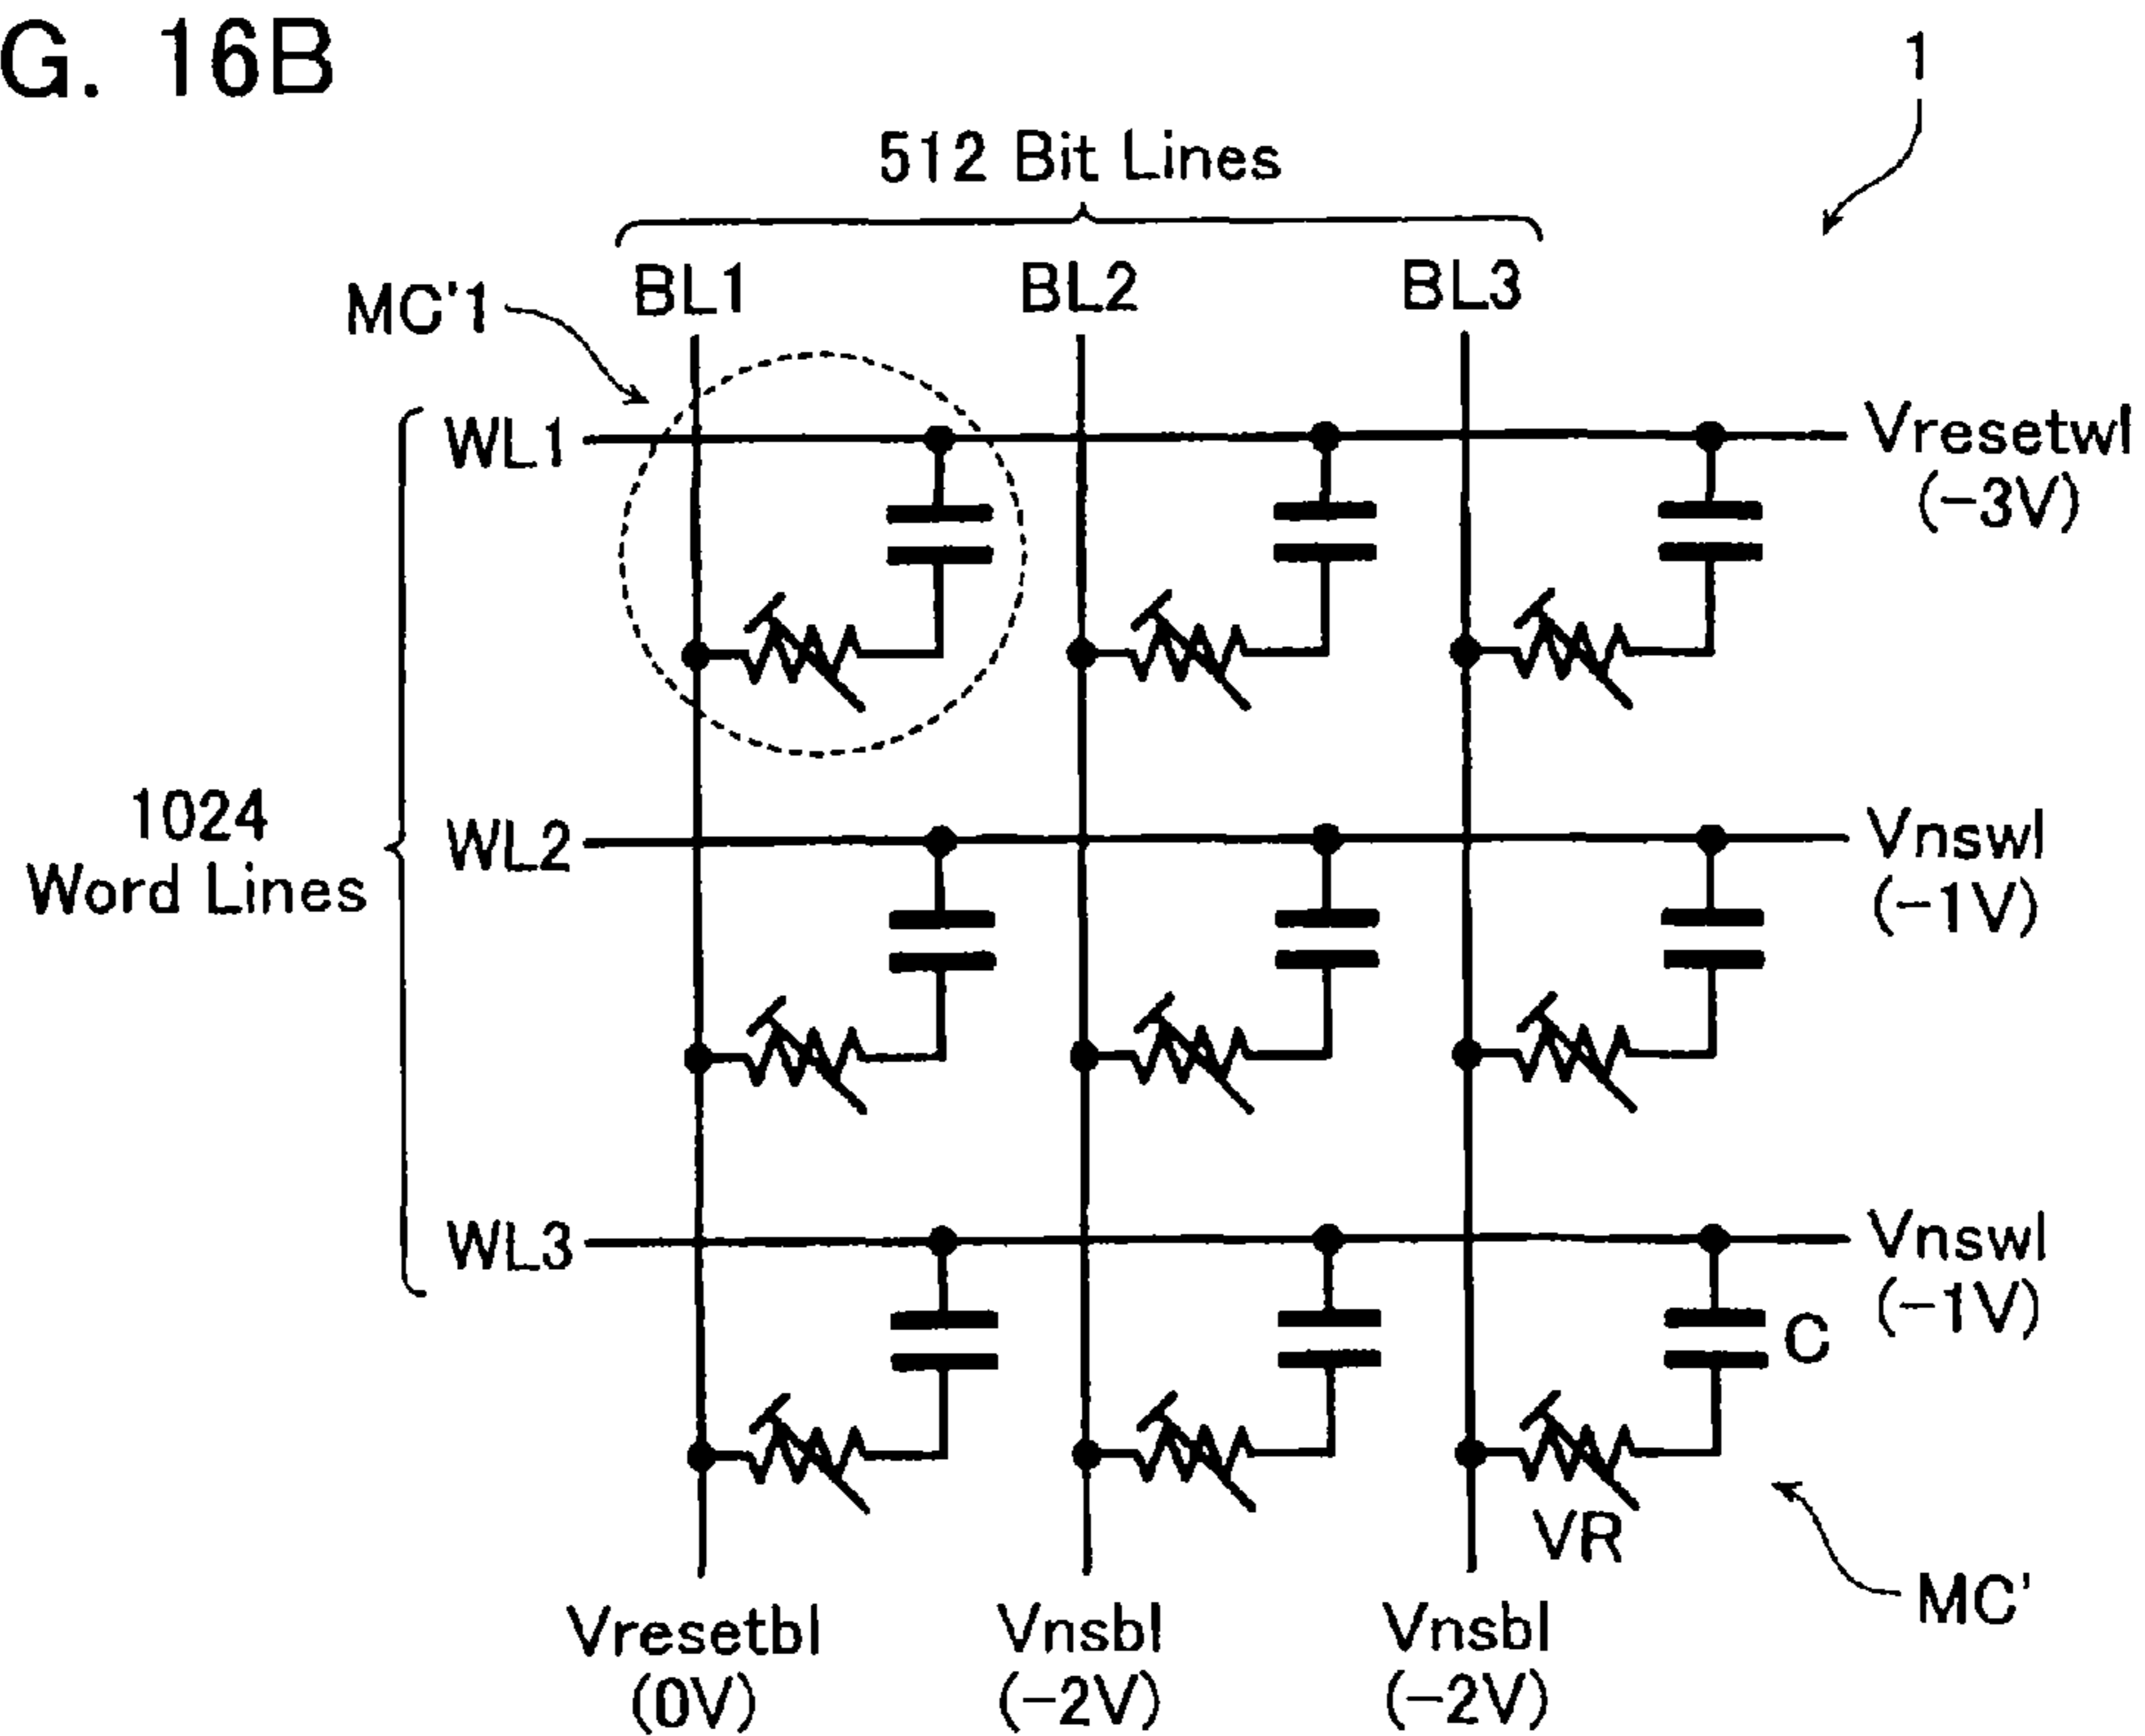 G. 16B
1
512 Bit Lines
BL1
BL2
BL3
MC'1
WL1
Vresetwl
(-3V)
1024
Word Lines
WL2
Vnswl
(-1V)
WL3
Vnswl
(-1V)
C
VR
MC'
Vresetbl
(0V)
Vnsbl
(-2V)
Vnsbl
(-2V)